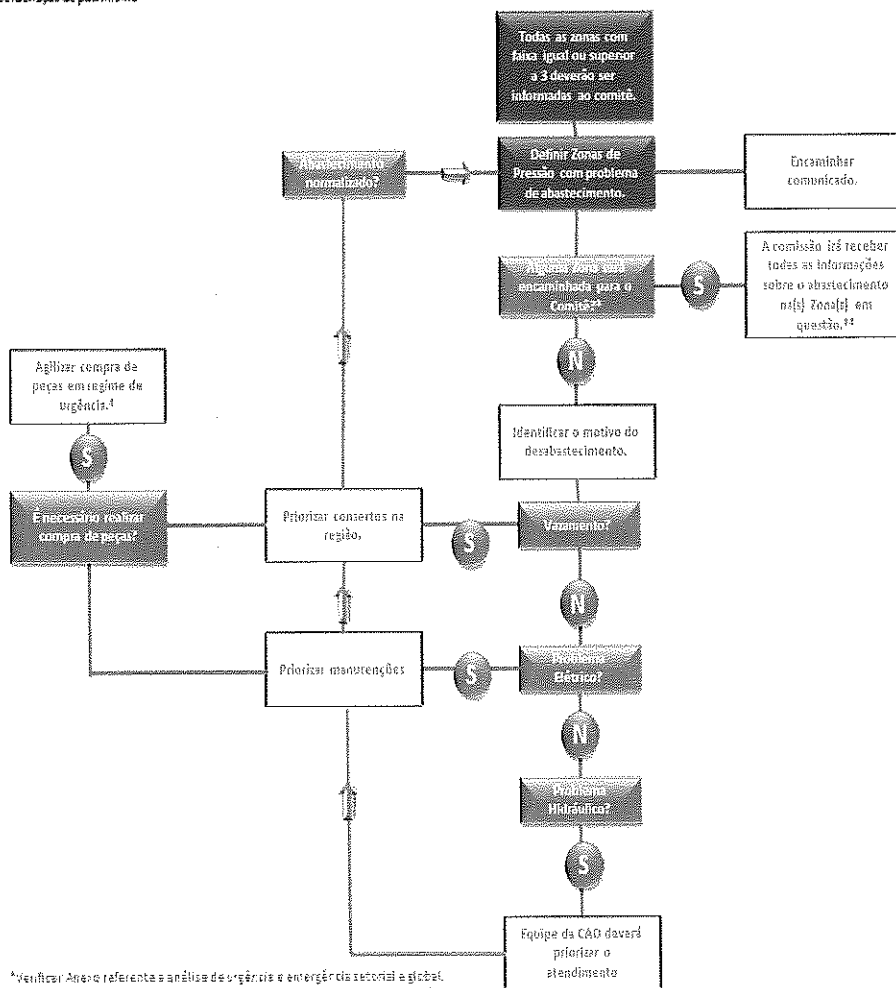 Todas as zonas com
faixa igual ou superior
a 3 deverão ser
informadas ao comitê.
Abastecimento
normalizado?
Definir Zonas de
Pressão com problema
de abastecimento.
Encaminhar
comunicado.
Alguma Zona será
encaminhada para o
Comitê?
S
A comissão irá receber
todas as informações
sobre o abastecimento
na(s) Zona(s) em
questão.
N
Agilizar compra de
peças em regime de
urgência.
S
Identificar o motivo do
desabastecimento.
É necessário realizar
compra de peças?
Priorizar consertos na
região.
S
Vazamento?
N
Priorizar manutenções
S
Problema
Elétrico?
N
Problema
Hidráulico?
S
Equipe da CAO deverá
priorizar o
atendimento
*Verificar Anexo referente a análise de urgência e emergência setorial e global.